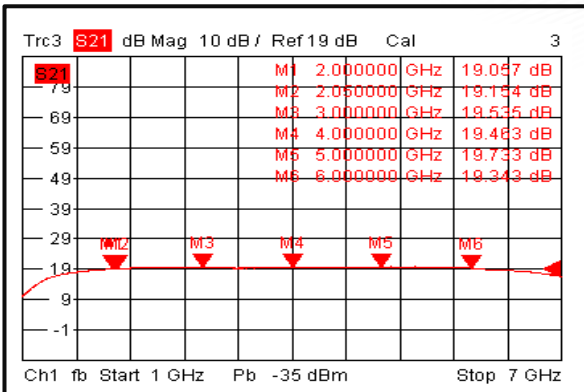 Trc3 S21 dB Mag 10 dB / Ref 19 dB Cal 3
S21
M1 2.000000 GHz 19.057 dB
79
M2 2.050000 GHz 19.154 dB
69
M3 3.000000 GHz 19.535 dB
M4 4.000000 GHz 19.463 dB
59
M5 5.000000 GHz 19.733 dB
49
M6 6.000000 GHz 19.343 dB
39
29
M2 M3 M4 M5 M6
19
9
-1
Ch1 fb Start 1 GHz Pb -35 dBm Stop 7 GHz